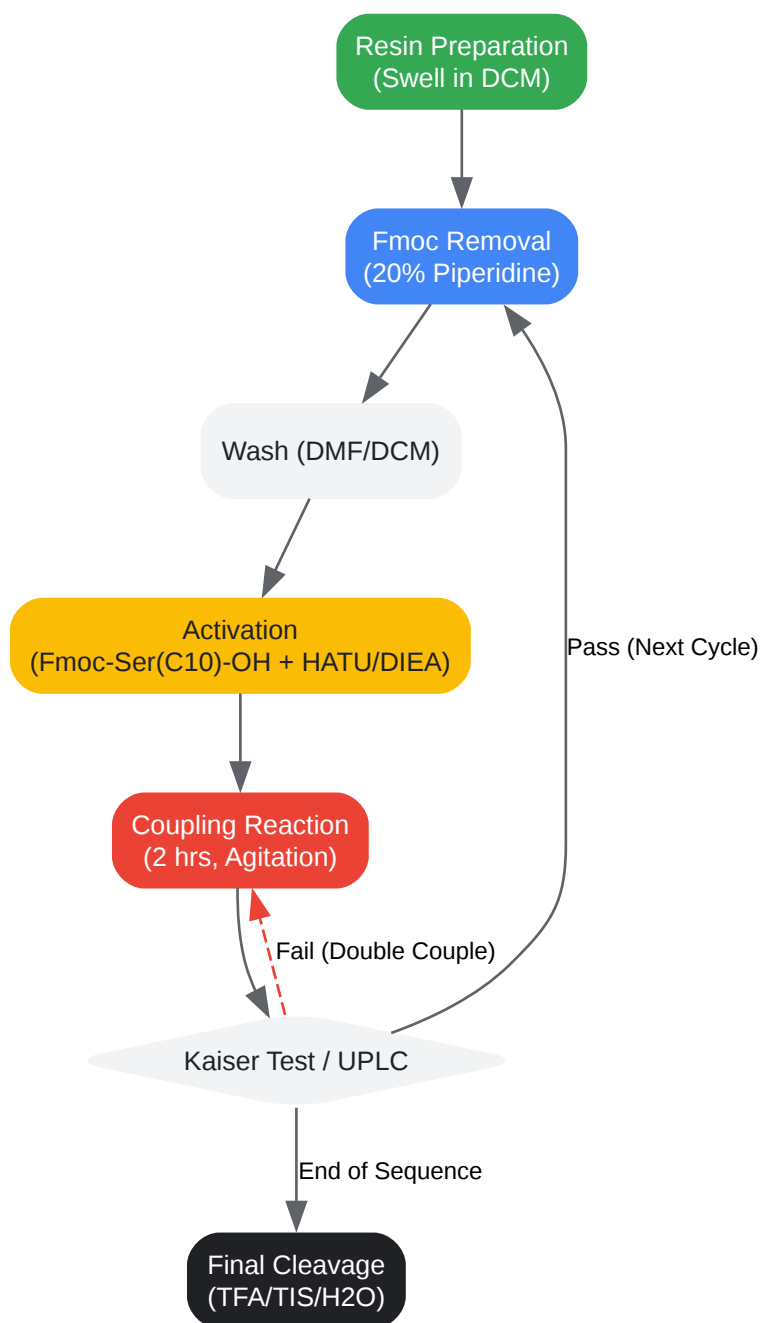 Resin Preparation
(Swell in DCM)
Fmoc Removal
(20% Piperidine)
Wash (DMF/DCM)
Activation
(Fmoc-Ser(C10)-OH + HATU/DIEA)
Pass (Next Cycle)
Coupling Reaction
(2 hrs, Agitation)
Fail (Double Couple)
Kaiser Test / UPLC
End of Sequence
Final Cleavage
(TFA/TIS/H2O)